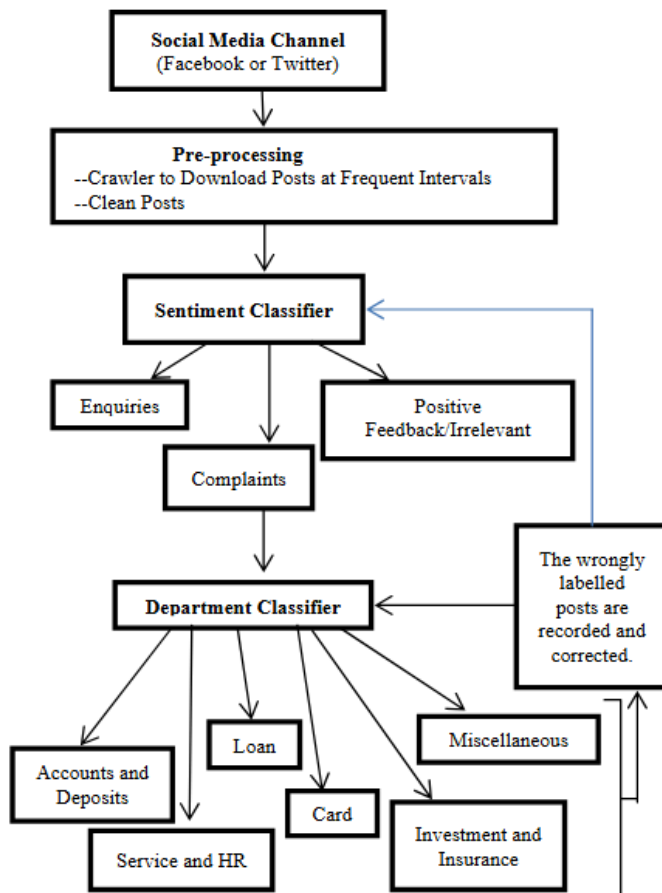 Social Media Channel
(Facebook or Twitter)
Pre-processing
--Crawler to Download Posts at Frequent Intervals
--Clean Posts
Sentiment Classifier
Enquiries
Positive
Feedback/Irrelevant
Complaints
The wrongly
labelled
posts are
recorded and
corrected.
Department Classifier
Loan
Miscellaneous
Accounts and
Deposits
Card
Service and HR
Investment and
Insurance